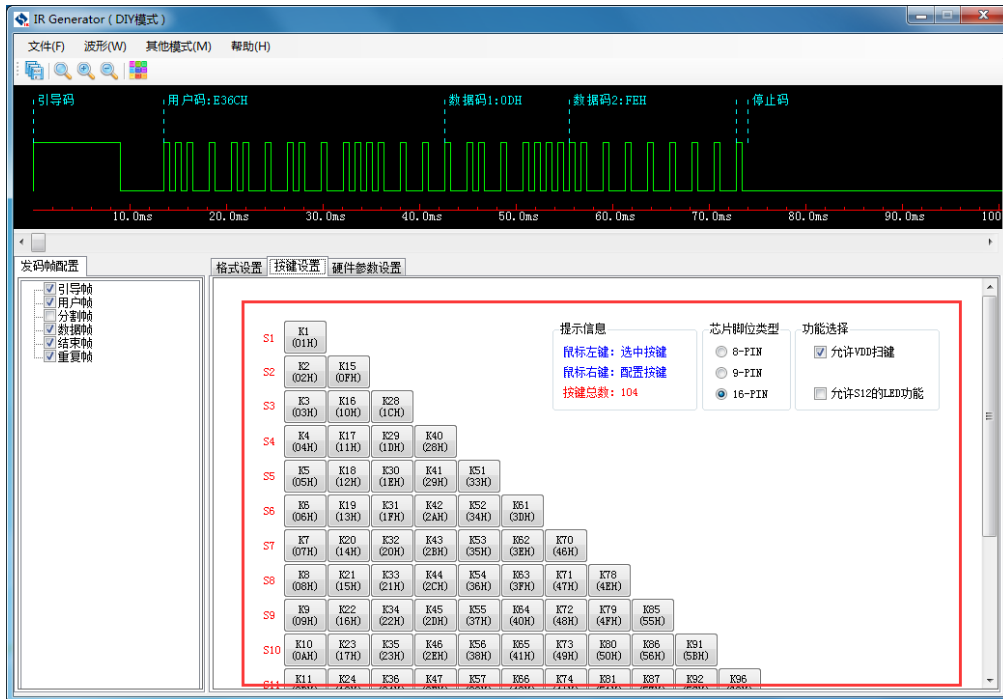 IR Generator ( DIY模式 )
文件(F) 波形(W) 其他模式(M) 帮助(H)
引导码 用户码:E36CH 数据码1:0DH 数据码2:FEH 停止码
10.0ms 20.0ms 30.0ms 40.0ms 50.0ms 60.0ms 70.0ms 80.0ms 90.0ms 100
发码帧配置
引导帧
用户帧
分割帧
数据帧
结束帧
重复帧
格式设置 按键设置 硬件参数设置
提示信息
鼠标左键: 选中按键
鼠标右键: 配置按键
按键总数: 104
芯片脚位类型
8-PIN
9-PIN
16-PIN
功能选择
允许VDD扫键
允许S12的LED功能
S1 K1
(01H)
S2 K2 K15
(02H) (0FH)
S3 K3 K16 K28
(03H) (10H) (1CH)
S4 K4 K17 K29 K40
(04H) (11H) (1DH) (28H)
S5 K5 K18 K30 K41 K51
(05H) (12H) (1EH) (29H) (33H)
S6 K6 K19 K31 K42 K52 K61
(06H) (13H) (1FH) (2AH) (34H) (3DH)
S7 K7 K20 K32 K43 K53 K62 K70
(07H) (14H) (20H) (2BH) (35H) (3EH) (46H)
S8 K8 K21 K33 K44 K54 K63 K71 K78
(08H) (15H) (21H) (2CH) (36H) (3FH) (47H) (4EH)
S9 K9 K22 K34 K45 K55 K64 K72 K79 K85
(09H) (16H) (22H) (2DH) (37H) (40H) (48H) (4FH) (55H)
S10 K10 K23 K35 K46 K56 K65 K73 K80 K86 K91
(0AH) (17H) (23H) (2EH) (38H) (41H) (49H) (50H) (56H) (5BH)
S11 K11 K24 K36 K47 K57 K66 K74 K81 K87 K92 K96